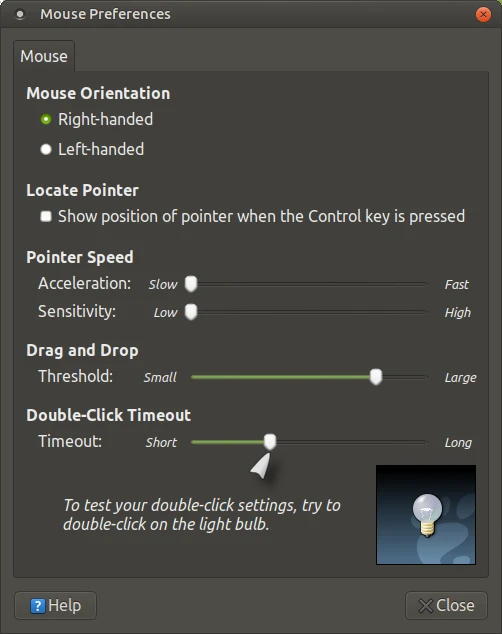 Mouse Preferences
Mouse
Mouse Orientation
Right-handed
Left-handed
Locate Pointer
Show position of pointer when the Control key is pressed
Pointer Speed
Acceleration: Slow Fast
Sensitivity: Low High
Drag and Drop
Threshold: Small Large
Double-Click Timeout
Timeout: Short Long
To test your double-click settings, try to
double-click on the light bulb.
? Help Close